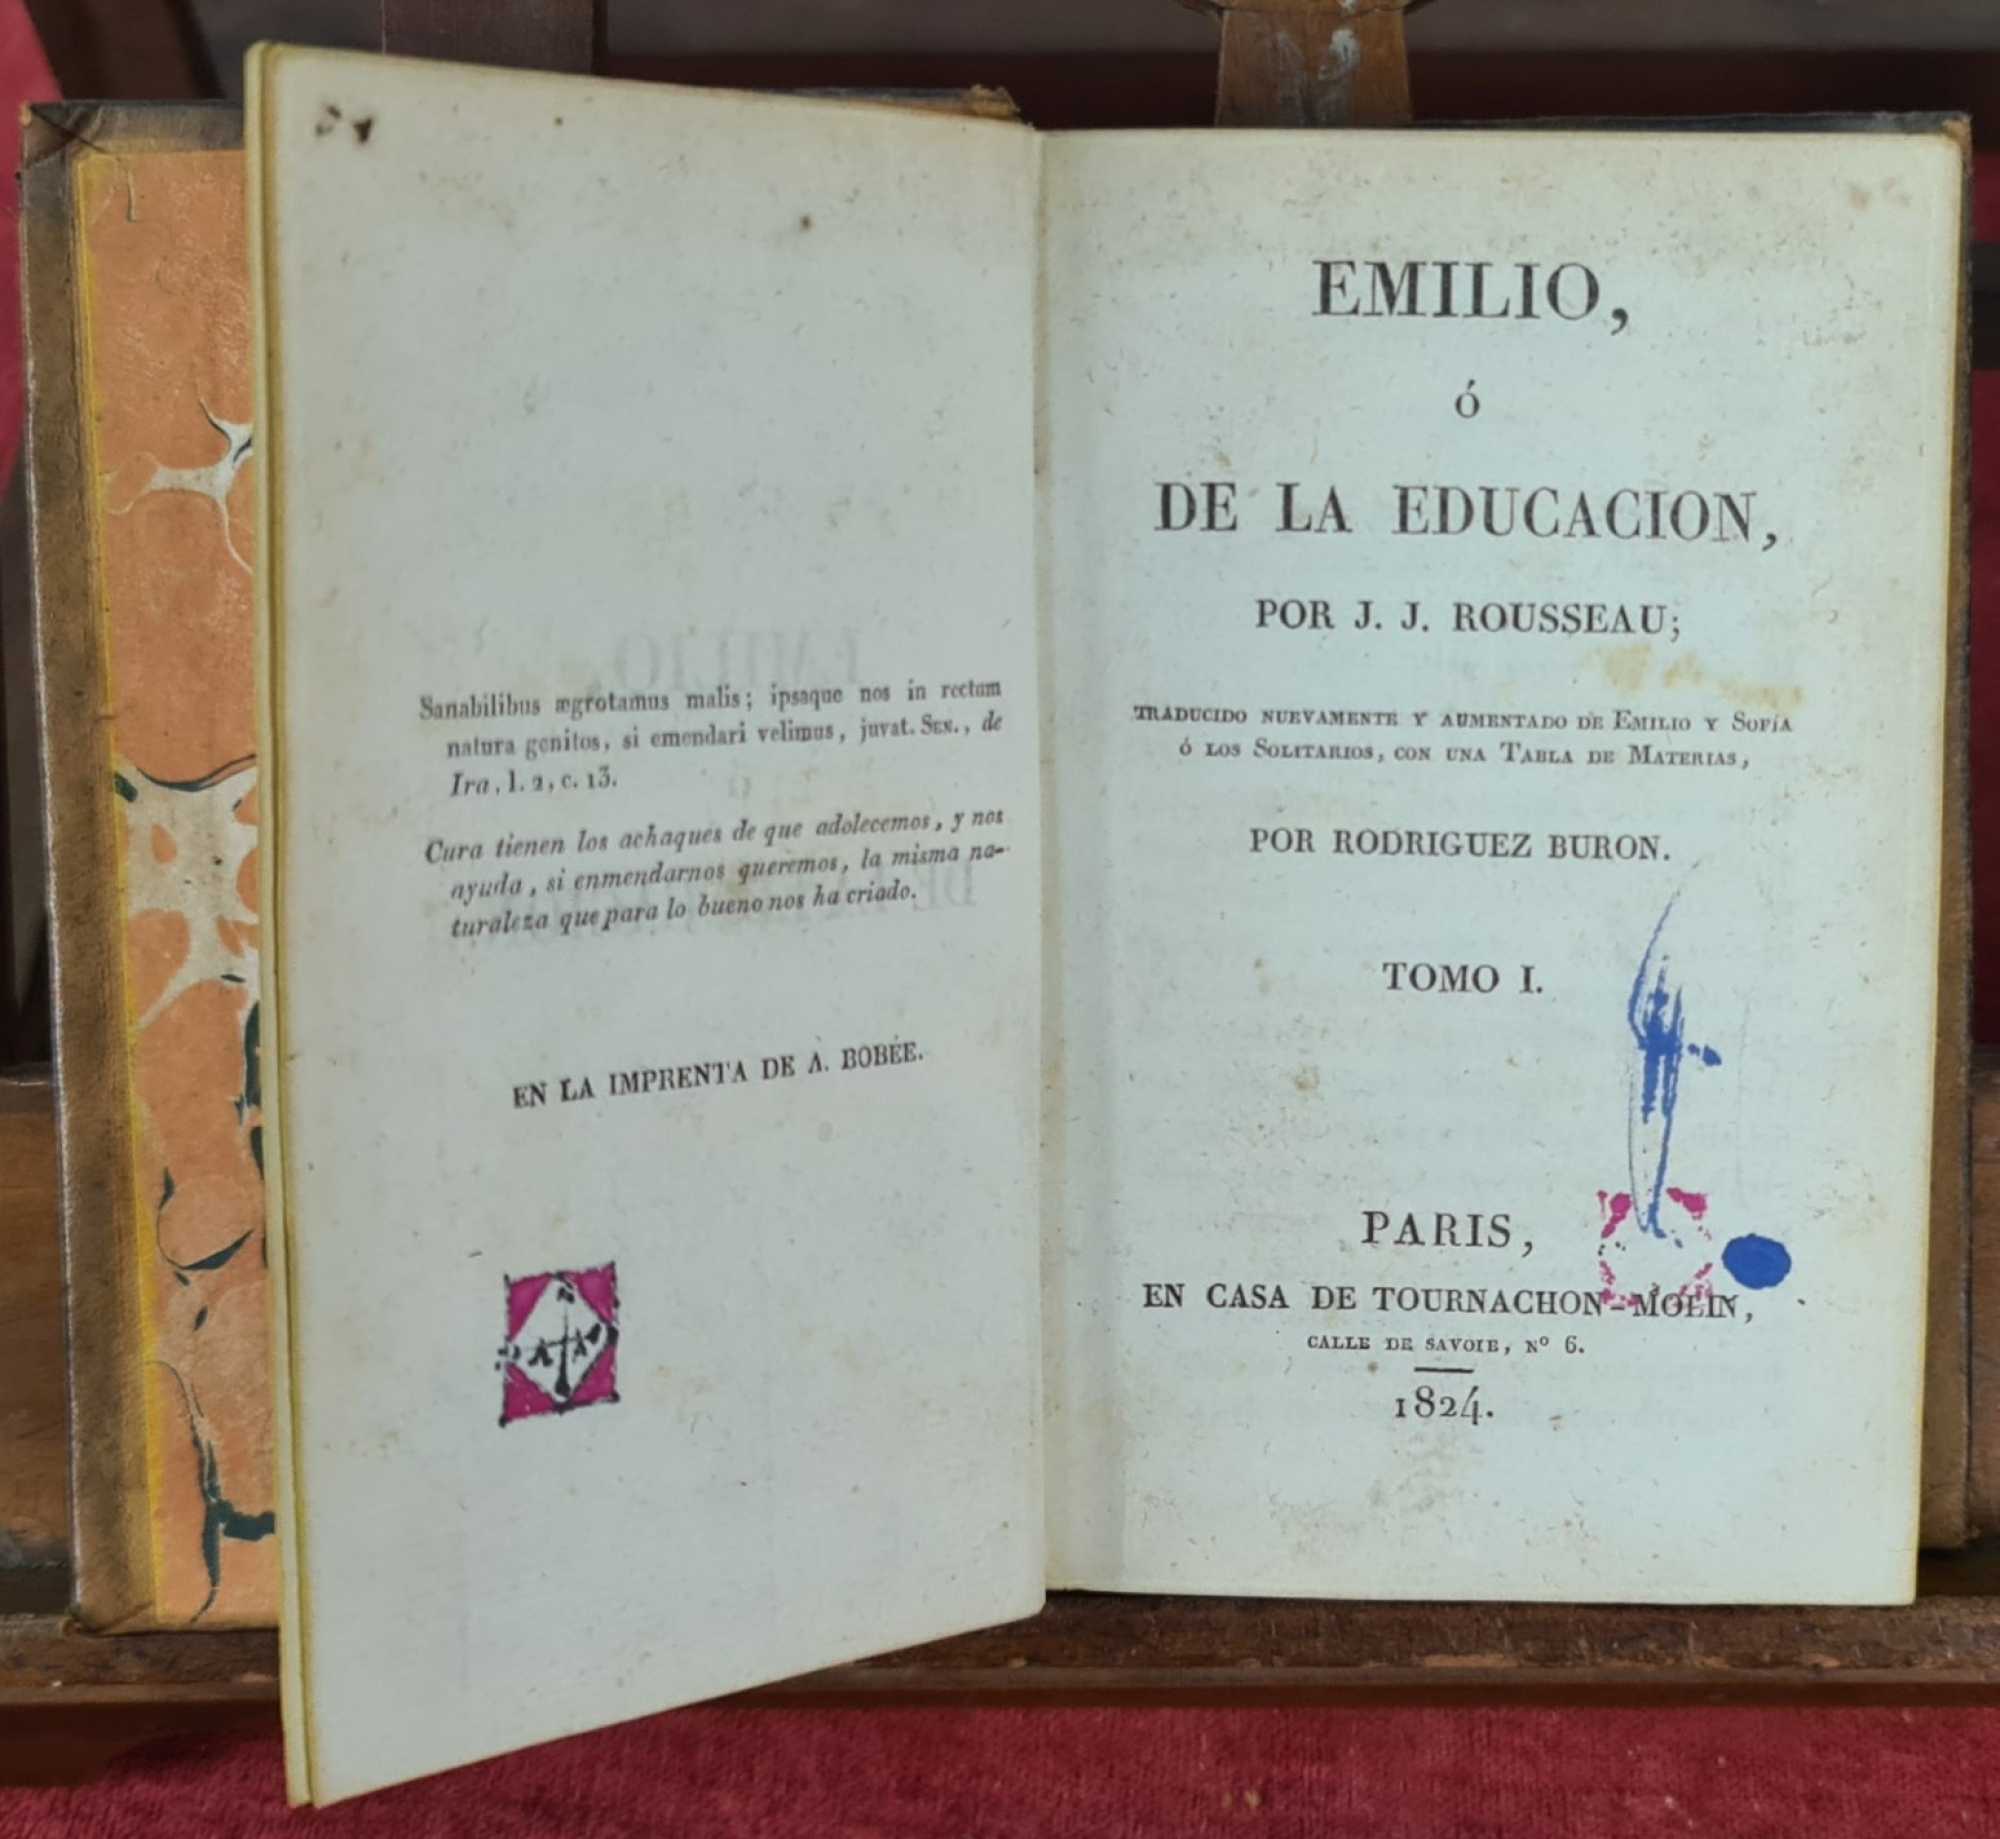 Sanabilibus ægrotamus malis; ipsaque nos in rectum
natura genitos, si emendari velimus, juvat. SEN., de
Ira, l. 2, c. 13.
Cura tienen los achaques de que adolecemos, y nos
ayuda, si enmendarnos queremos, la misma na-
turaleza que para lo bueno nos ha criado.
EN LA IMPRENTA DE A. BOBÉE.
A A
EMILIO,
ó
DE LA EDUCACION,
POR J. J. ROUSSEAU;
TRADUCIDO NUEVAMENTE Y AUMENTADO DE EMILIO Y SOFÍA
ó LOS SOLITARIOS, CON UNA TABLA DE MATERIAS,
POR RODRIGUEZ BURON.
TOMO I.
PARIS,
EN CASA DE TOURNACHON-MOLIN,
CALLE DE SAVOIE, Nº 6.
1824.